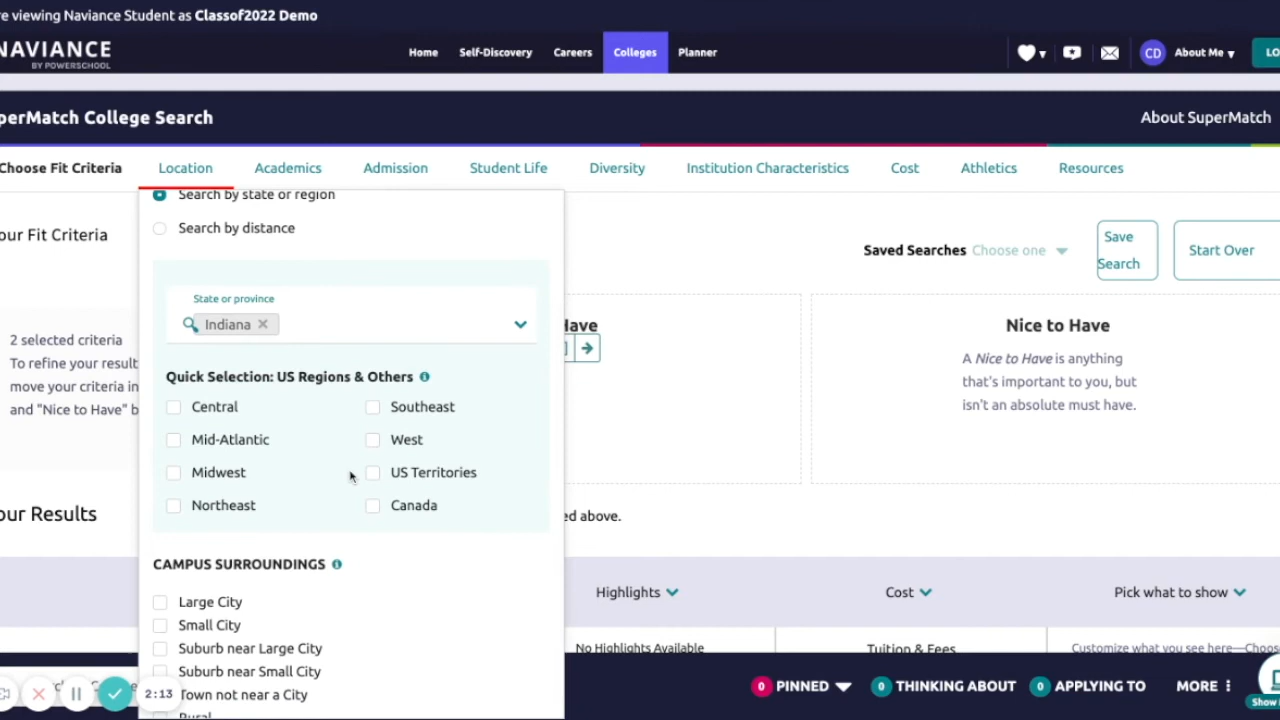 re viewing Naviance Student as Classof2022 Demo
NAVIANCE
BY POWERSCHOOL
Home
Self-Discovery
Careers
Colleges
Planner
CD
About Me
LO
perMatch College Search
About SuperMatch
Choose Fit Criteria
Location
Academics
Admission
Student Life
Diversity
Institution Characteristics
Cost
Athletics
Resources
Search by state or region
Search by distance
our Fit Criteria
Saved Searches Choose one
Save
Search
Start Over
State or province
Indiana
2 selected criteria
To refine your result
move your criteria in
and "Nice to Have" b
Have
Nice to Have
A Nice to Have is anything
that's important to you, but
isn't an absolute must have.
Quick Selection: US Regions & Others
Central
Southeast
Mid-Atlantic
West
Midwest
US Territories
Northeast
Canada
our Results
ed above.
CAMPUS SURROUNDINGS
Large City
Small City
Suburb near Large City
Suburb near Small City
Town not near a City
Rural
Highlights
Cost
Pick what to show
No Highlights Available
Tuition & Fees
Customize what you see here—Choos
2:13
0 PINNED
0 THINKING ABOUT
0 APPLYING TO
MORE
Show